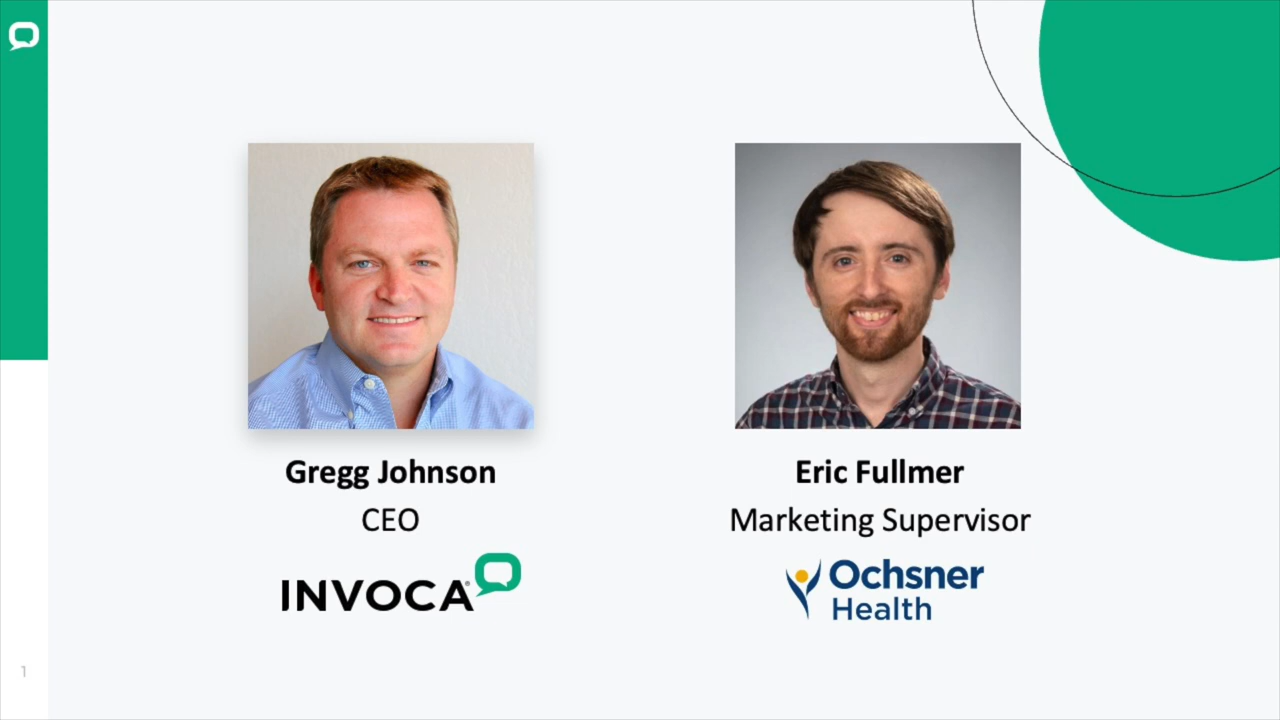 Gregg Johnson
CEO
INVOCA
Eric Fullmer
Marketing Supervisor
Ochsner
Health
1